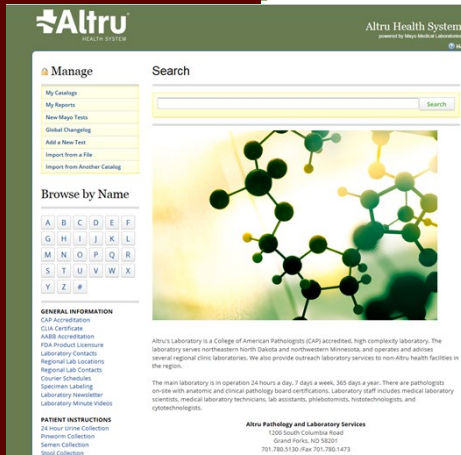 Altru
HEALTH SYSTEM
Altru Health System
powered by Mayo Medical Laboratories
Manage
My Catalogs
My Reports
New Mayo Tests
Global Changelog
Add a New Test
Import from a File
Import from Another Catalog
Browse by Name
A B C D E F
G H I J K L
M N O P Q R
S T U V W X
Y Z #
GENERAL INFORMATION
CAP Accreditation
CLIA Certificate
AABB Accreditation
FDA Product Licensure
Laboratory Contacts
Regional Lab Locations
Regional Lab Contacts
Courier Schedules
Specimen Labeling
Laboratory Newsletter
Laboratory Minute Videos
PATIENT INSTRUCTIONS
24 Hour Urine Collection
Pinworm Collection
Semen Collection
Stool Collection
Search
Search
Altru's Laboratory is a College of American Pathologists (CAP) accredited, high complexity laboratory. The
laboratory serves northeastern North Dakota and northwestern Minnesota, and operates and advises
several regional clinic laboratories. We also provide outreach laboratory services to non-Altru health facilities in
the region.
The main laboratory is in operation 24 hours a day, 7 days a week, 365 days a year. There are pathologists
on-site with anatomic and clinical pathology board certifications. Laboratory staff includes medical laboratory
scientists, medical laboratory technicians, lab assistants, phlebotomists, histotechnologists, and
cytotechnologists.
Altru Pathology and Laboratory Services
1200 South Columbia Road
Grand Forks, ND 58201
701.780.5130 /Fax 701.780.1473